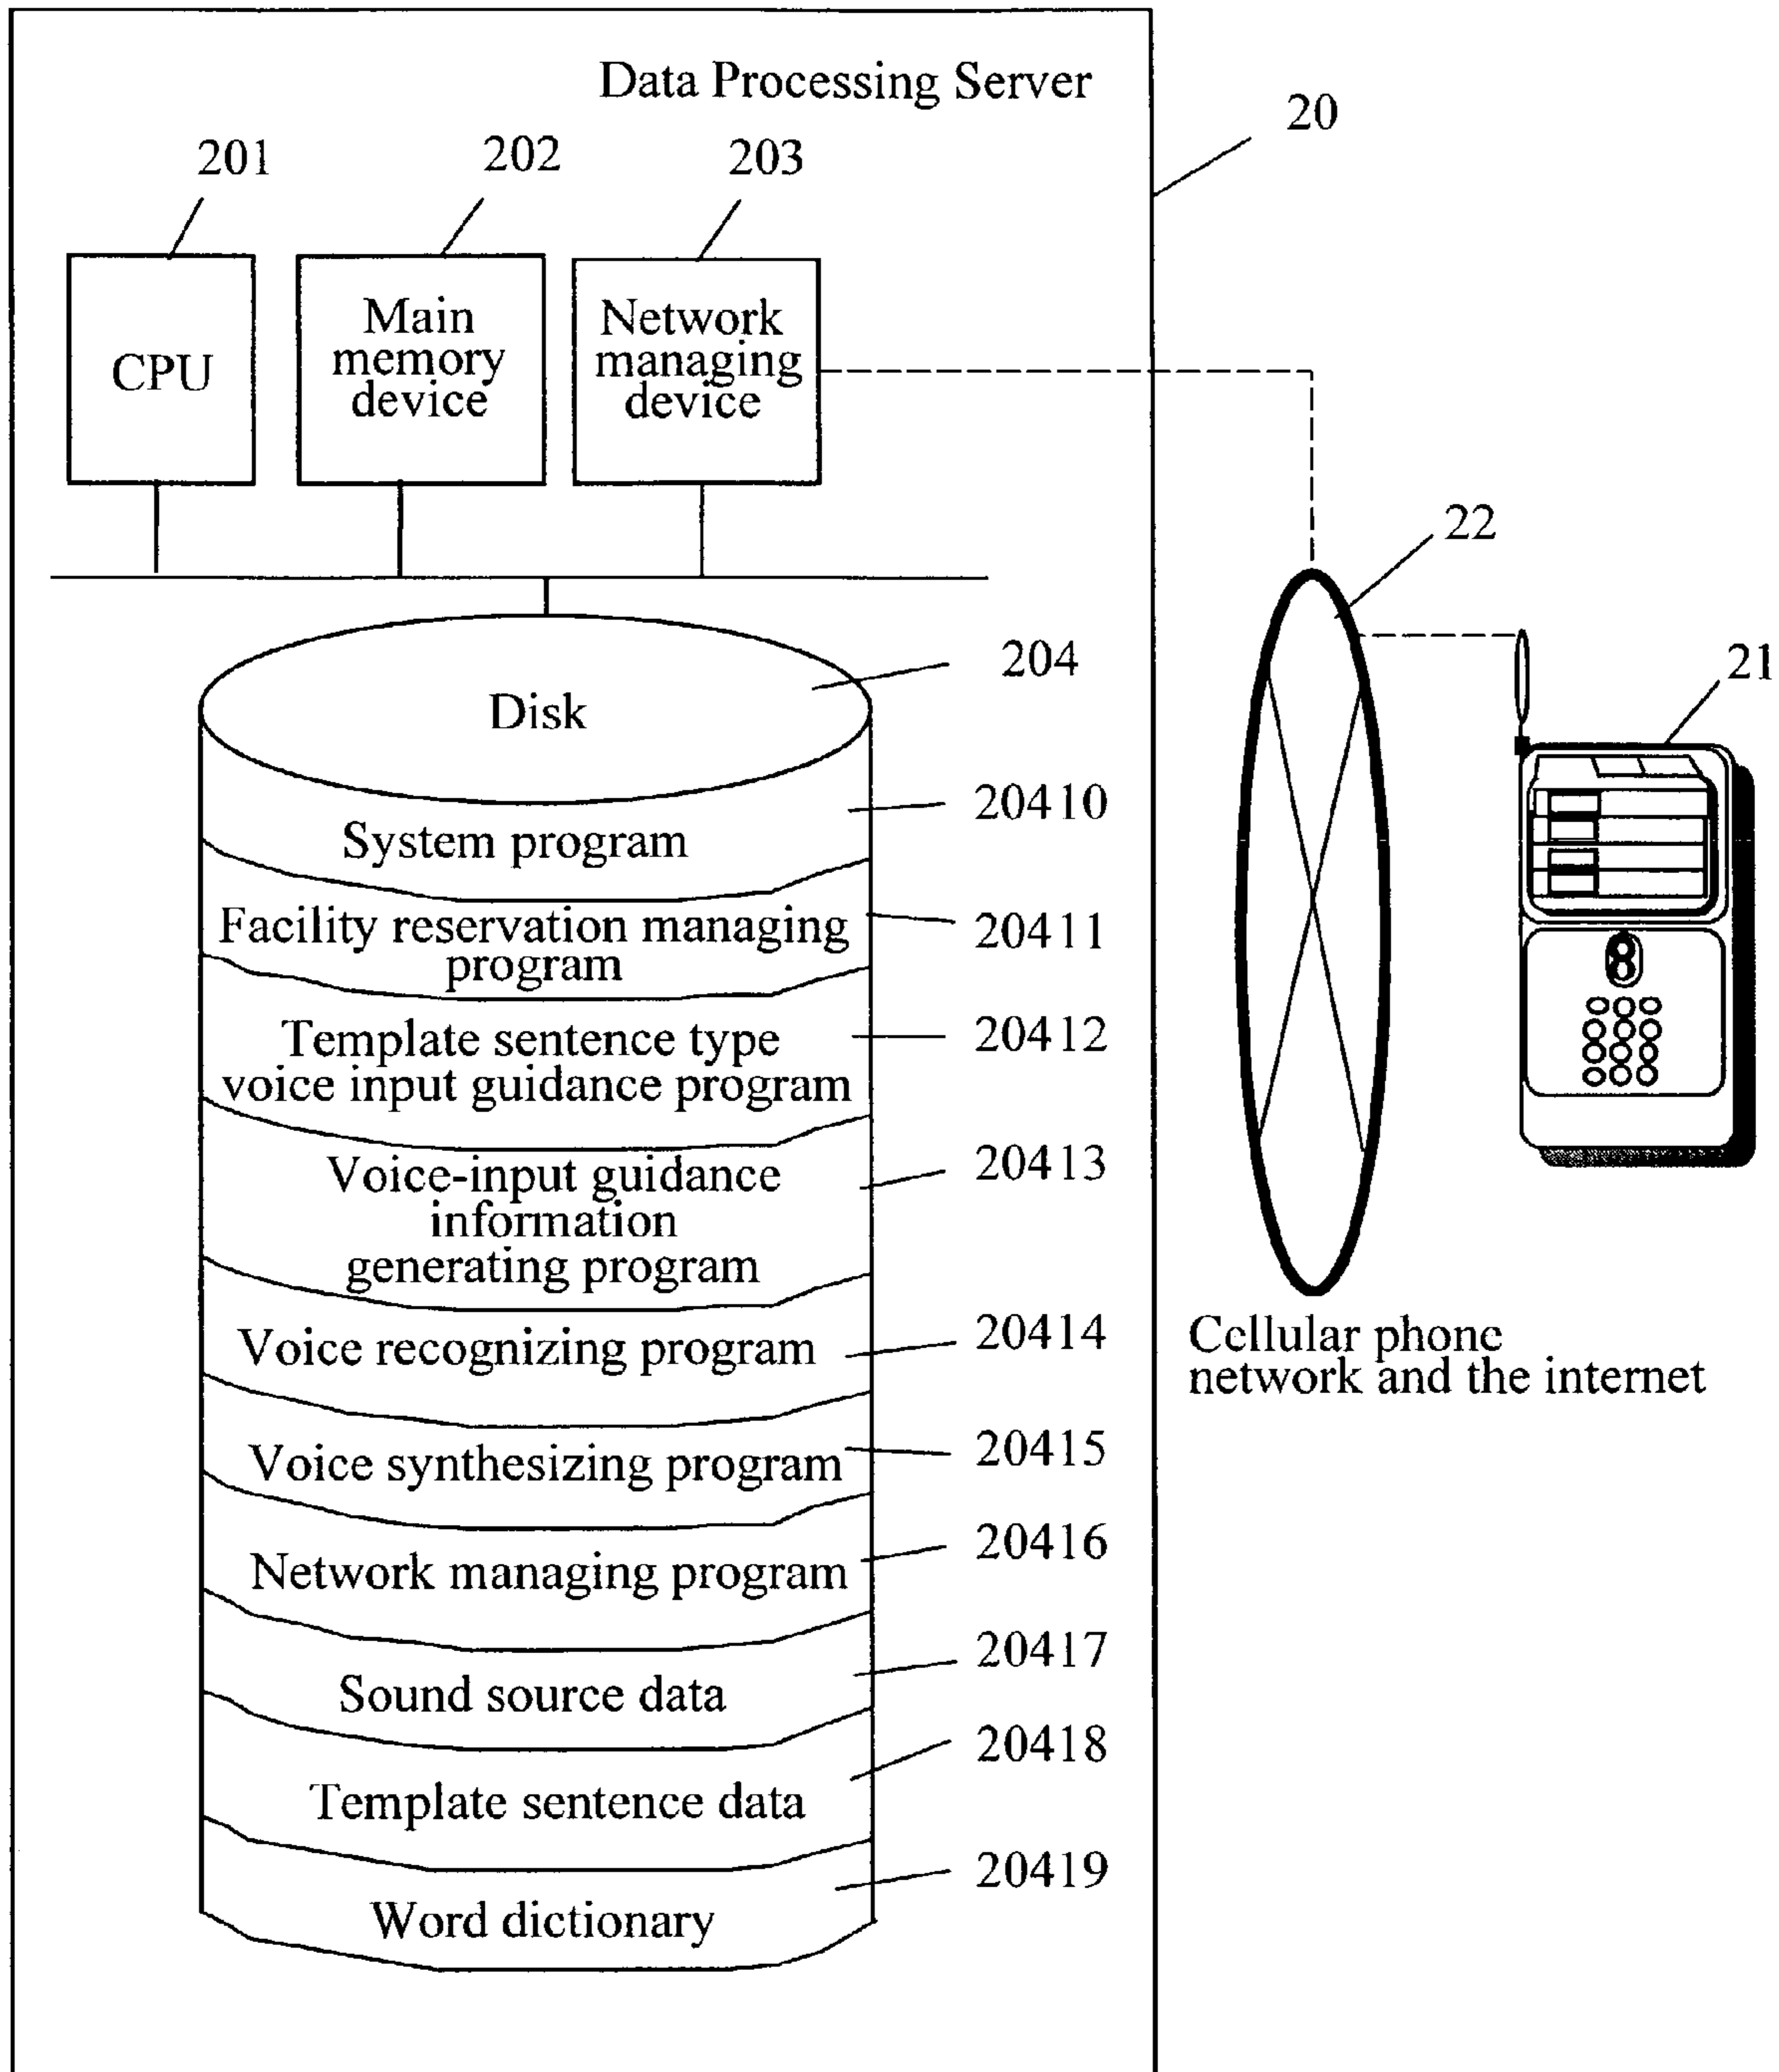 Data Processing Server
20
201
202
203
CPU
Main
memory
device
Network
managing
device
22
204
21
Disk
20410
System program
20411
Facility reservation managing
program
20412
Template sentence type
voice input guidance program
20413
Voice-input guidance
information
generating program
20414
Voice recognizing program
Cellular phone
network and the internet
20415
Voice synthesizing program
20416
Network managing program
20417
Sound source data
20418
Template sentence data
20419
Word dictionary